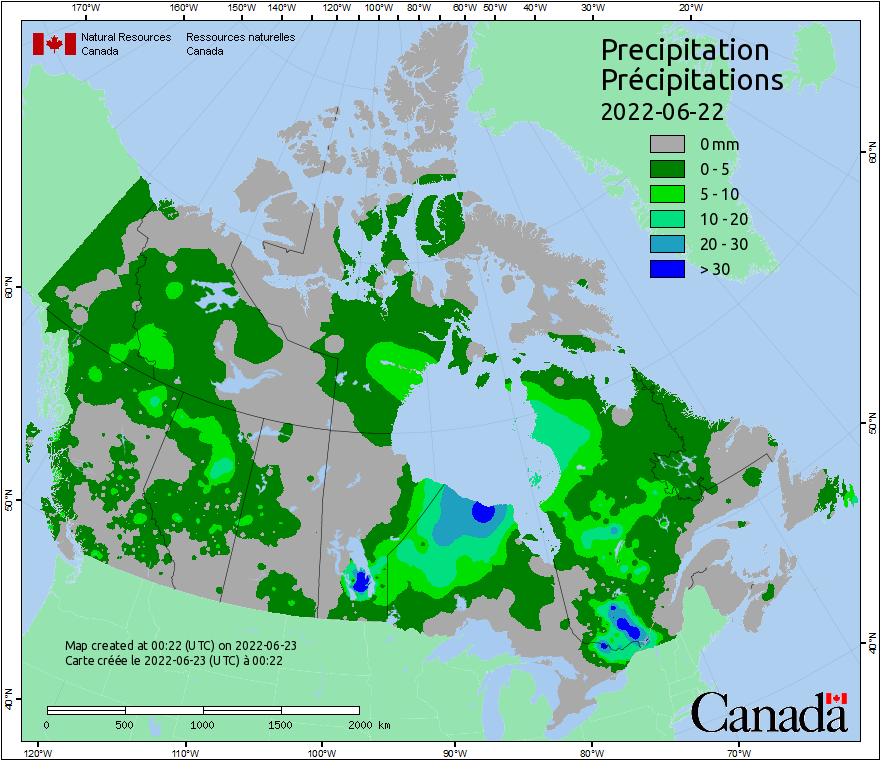 170°W 160°W 150°W 140°W 120°W 100°W 80°W 60°W 50°W 40°W 30°W 20°W
Natural Resources Ressources naturelles
Canada Canada
Precipitation
Précipitations
2022-06-22
0 mm
0 - 5
5 - 10
10 - 20
20 - 30
> 30
60°N
50°N
40°N
60°N
50°N
40°N
Map created at 00:22 (UTC) on 2022-06-23
Carte créée le 2022-06-23 (UTC) à 00:22
0 500 1000 1500 2000 km
Canada
120°W 110°W 100°W 90°W 80°W 70°W